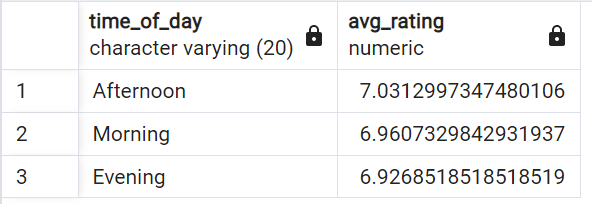 time_of_day avg_rating
character varying (20) numeric
1 Afternoon 7.0312997347480106
2 Morning 6.9607329842931937
3 Evening 6.9268518518518519